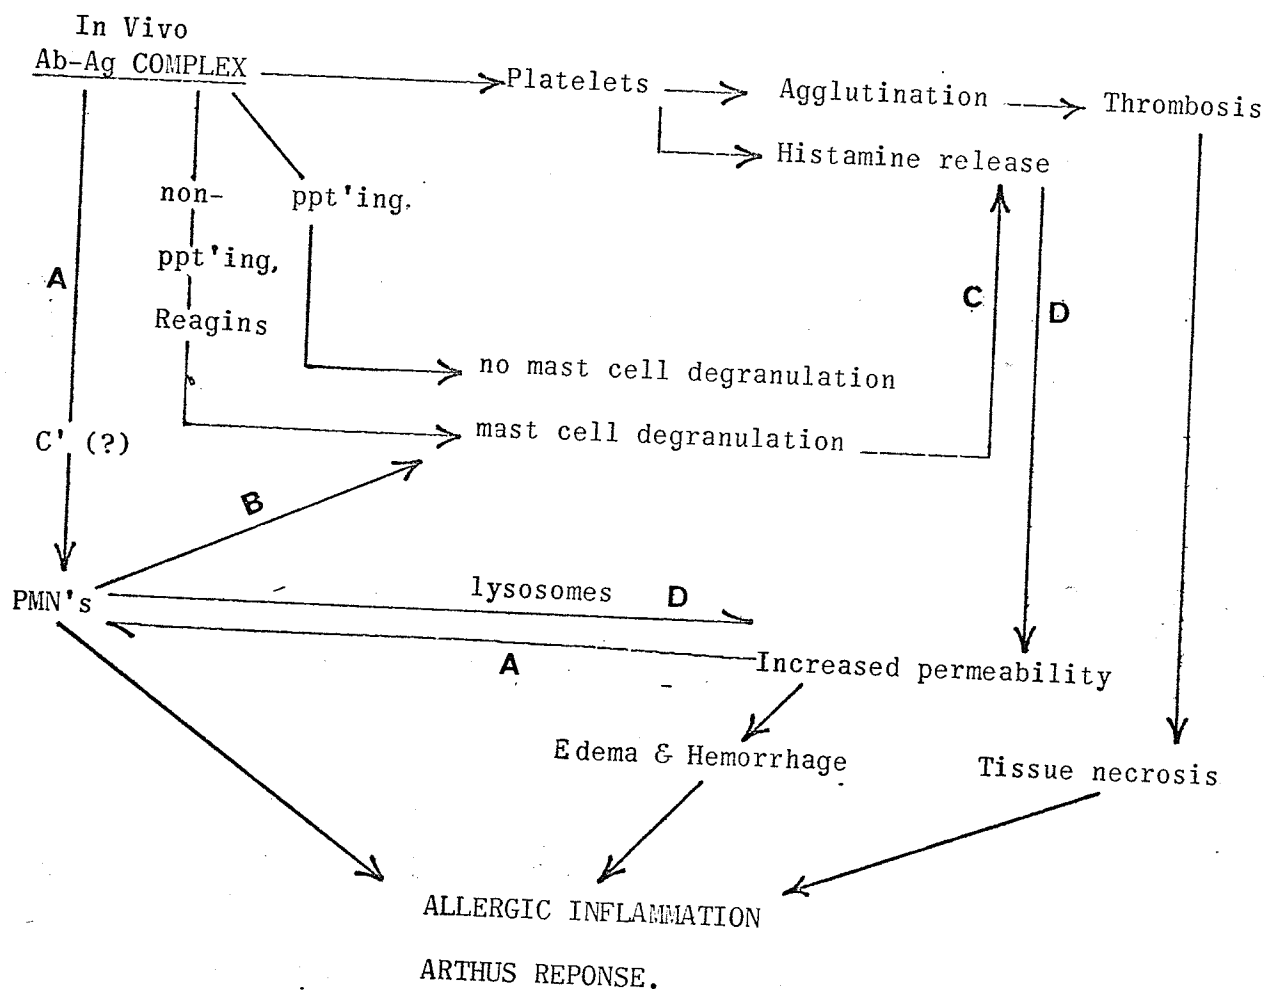 In Vivo
Ab-Ag COMPLEX
Platelets
Agglutination
Thrombosis
Histamine release
non-
ppt'ing,
Reagins
ppt'ing.
A
C
D
no mast cell degranulation
mast cell degranulation
C' (?)
B
PMN's
lysosomes
D
A
Increased permeability
Edema & Hemorrhage
Tissue necrosis
ALLERGIC INFLAMMATION
ARTHUS REPONSE.